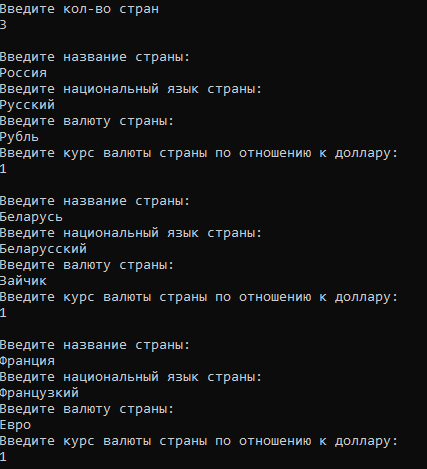 Введите кол-во стран
3
Введите название страны:
Россия
Введите национальный язык страны:
Русский
Введите валюту страны:
Рубль
Введите курс валюты страны по отношению к доллару:
1
Введите название страны:
Беларусь
Введите национальный язык страны:
Беларусский
Введите валюту страны:
Зайчик
Введите курс валюты страны по отношению к доллару:
1
Введите название страны:
Франция
Введите национальный язык страны:
Французкий
Введите валюту страны:
Евро
Введите курс валюты страны по отношению к доллару:
1